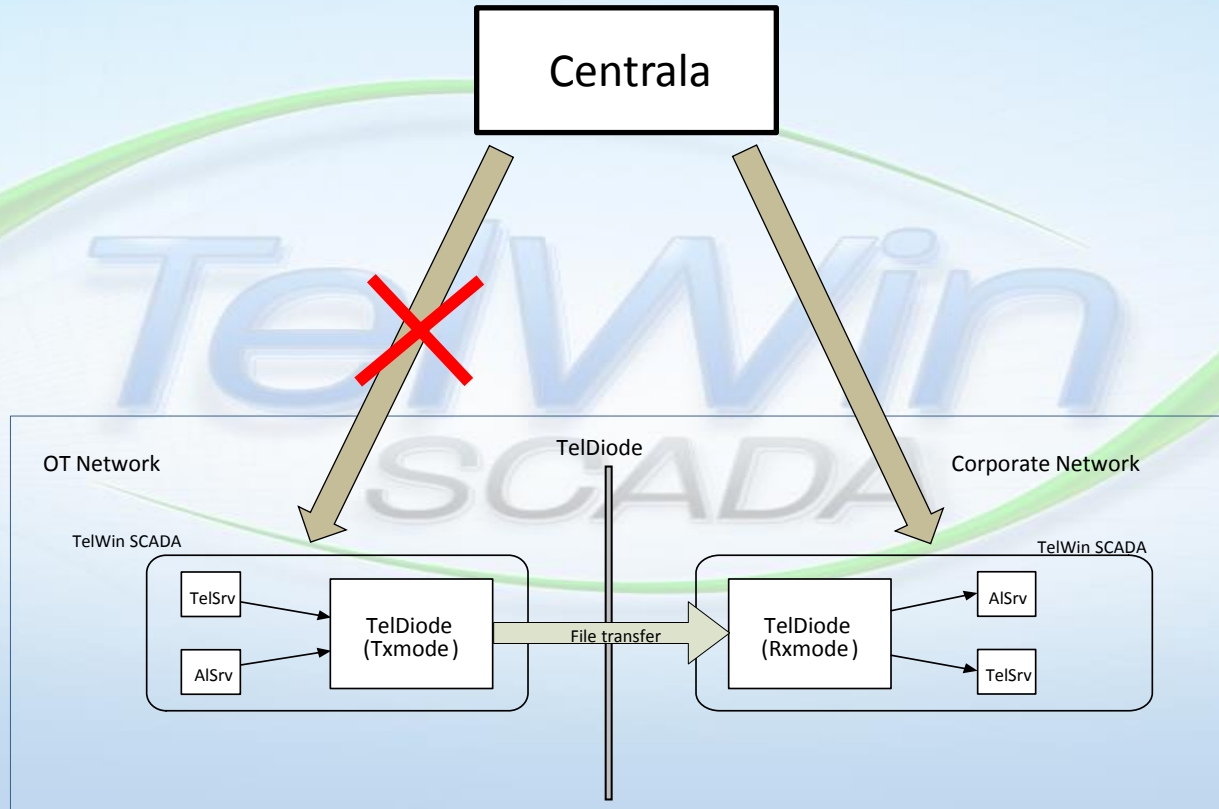 Centrala
TelWin
SCADA
OT Network
TelDiode
Corporate Network
TelWin SCADA
TelWin SCADA
TelSrv
AlSrv
TelDiode
(Txmode)
File transfer
TelDiode
(Rxmode)
AlSrv
TelSrv